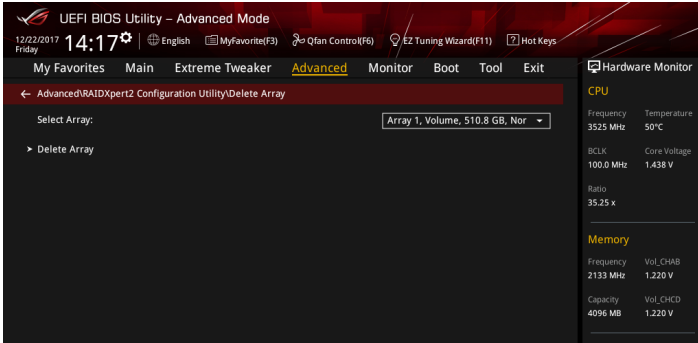 UEFI BIOS Utility – Advanced Mode
12/22/2017 Friday 14:17 English MyFavorite(F3) Qfan Control(F6) EZ Tuning Wizard(F11) ? Hot Keys
My Favorites Main Extreme Tweaker Advanced Monitor Boot Tool Exit
Hardware Monitor
← Advanced\RAIDXpert2 Configuration Utility\Delete Array
Select Array: Array 1, Volume, 510.8 GB, Nor
> Delete Array
CPU
Frequency Temperature
3525 MHz 50°C
BCLK Core Voltage
100.0 MHz 1.438 V
Ratio
35.25 x
Memory
Frequency Vol_CHAB
2133 MHz 1.220 V
Capacity Vol_CHCD
4096 MB 1.220 V